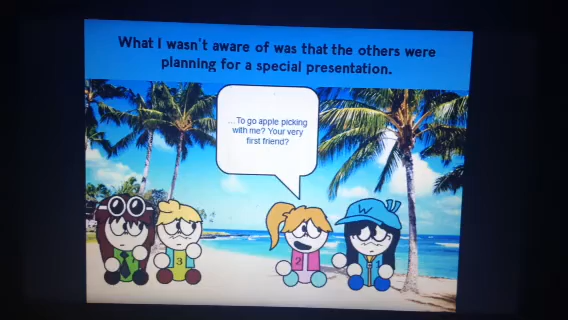 What I wasn't aware of was that the others were
planning for a special presentation.
...To go apple picking
with me? Your very
first friend?
3
2
W